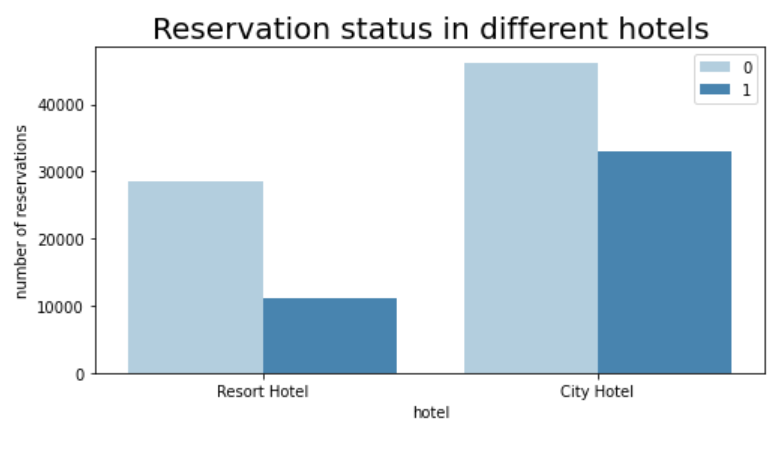 Reservation status in different hotels
0
1
number of reservations
40000
30000
20000
10000
0
Resort Hotel
City Hotel
hotel